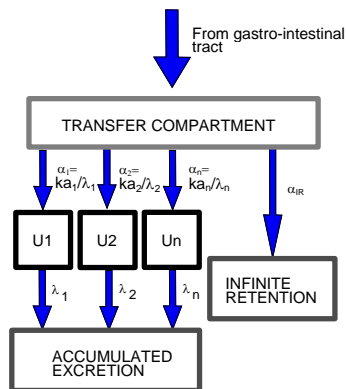 From gastro-intestinal
tract
TRANSFER COMPARTMENT
α₁= α₂= αₙ=
ka₁/λ₁ ka₂/λ₂ kaₙ/λₙ
α_IR
U1 U2 Un
λ₁ λ₂ λₙ
INFINITE
RETENTION
ACCUMULATED
EXCRETION